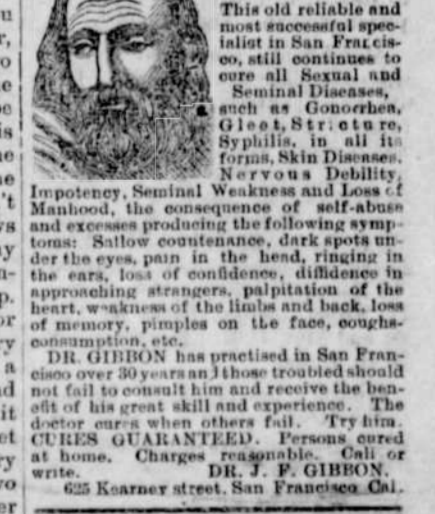 This old reliable and
most successful spec-
ialist in San Francis-
co, still continues to
cure all Sexual and
Seminal Diseases,
such as Gonorrhea,
Gleet, Stricture,
Syphilis, in all its
forms, Skin Diseases,
Nervous Debility,
Impotency, Seminal Weakness and Loss of
Manhood, the consequence of self-abuse
and excesses producing the following symp-
toms: Sallow countenance, dark spots un-
der the eyes, pain in the head, ringing in
the ears, loss of confidence, diffidence in
approaching strangers, palpitation of the
heart, weakness of the limbs and back, loss
of memory, pimples on the face, coughs,
consumption, etc.
DR. GIBBON has practised in San Fran-
cisco over 30 years and those troubled should
not fail to consult him and receive the ben-
efit of his great skill and experience. The
doctor cures when others fail. Try him.
CURES GUARANTEED. Persons cured
at home. Charges reasonable. Call or
write. DR. J. F. GIBBON.
625 Kearney street, San Francisco Cal.